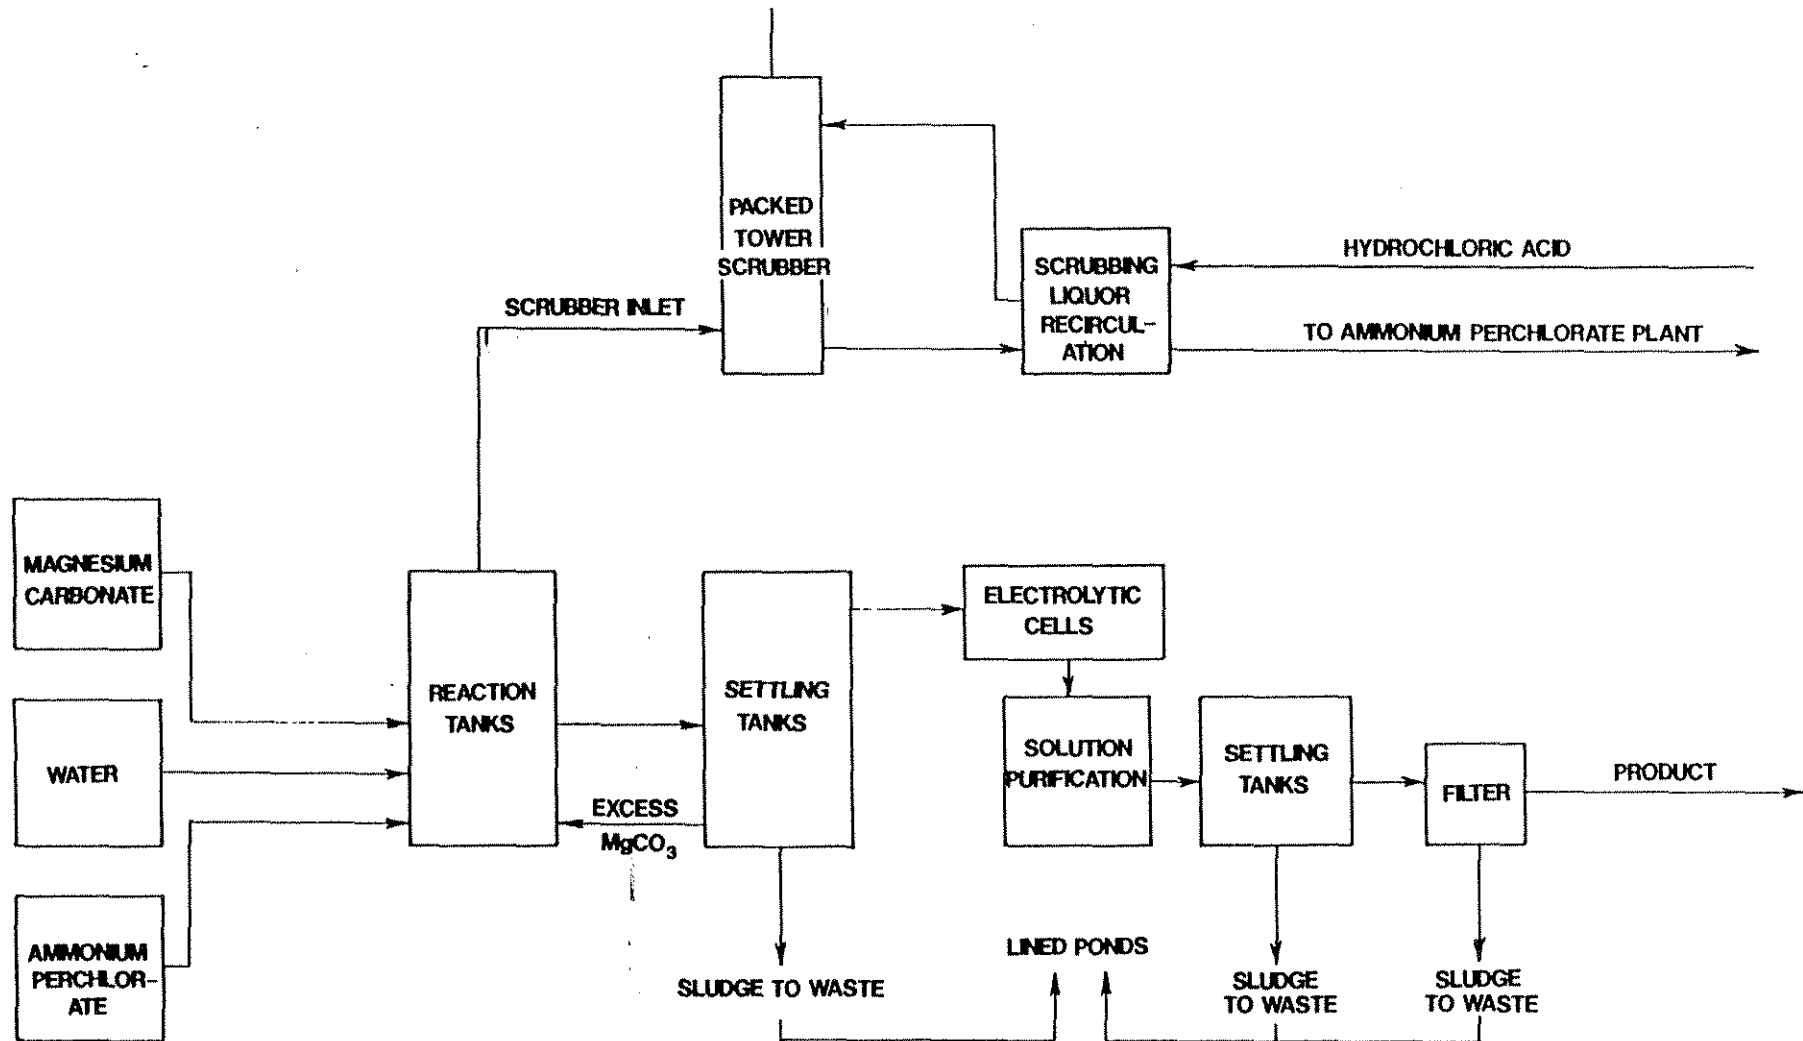 PACKED
TOWER
SCRUBBER
SCRUBBING
LIQUOR
RECIRCUL-
ATION
HYDROCHLORIC ACID
TO AMMONIUM PERCHLORATE PLANT
SCRUBBER INLET
MAGNESIUM
CARBONATE
WATER
AMMONIUM
PERCHLOR-
ATE
REACTION
TANKS
EXCESS
MgCO₃
SETTLING
TANKS
ELECTROLYTIC
CELLS
SOLUTION
PURIFICATION
SETTLING
TANKS
FILTER
PRODUCT
SLUDGE TO WASTE
LINED PONDS
SLUDGE
TO WASTE
SLUDGE
TO WASTE